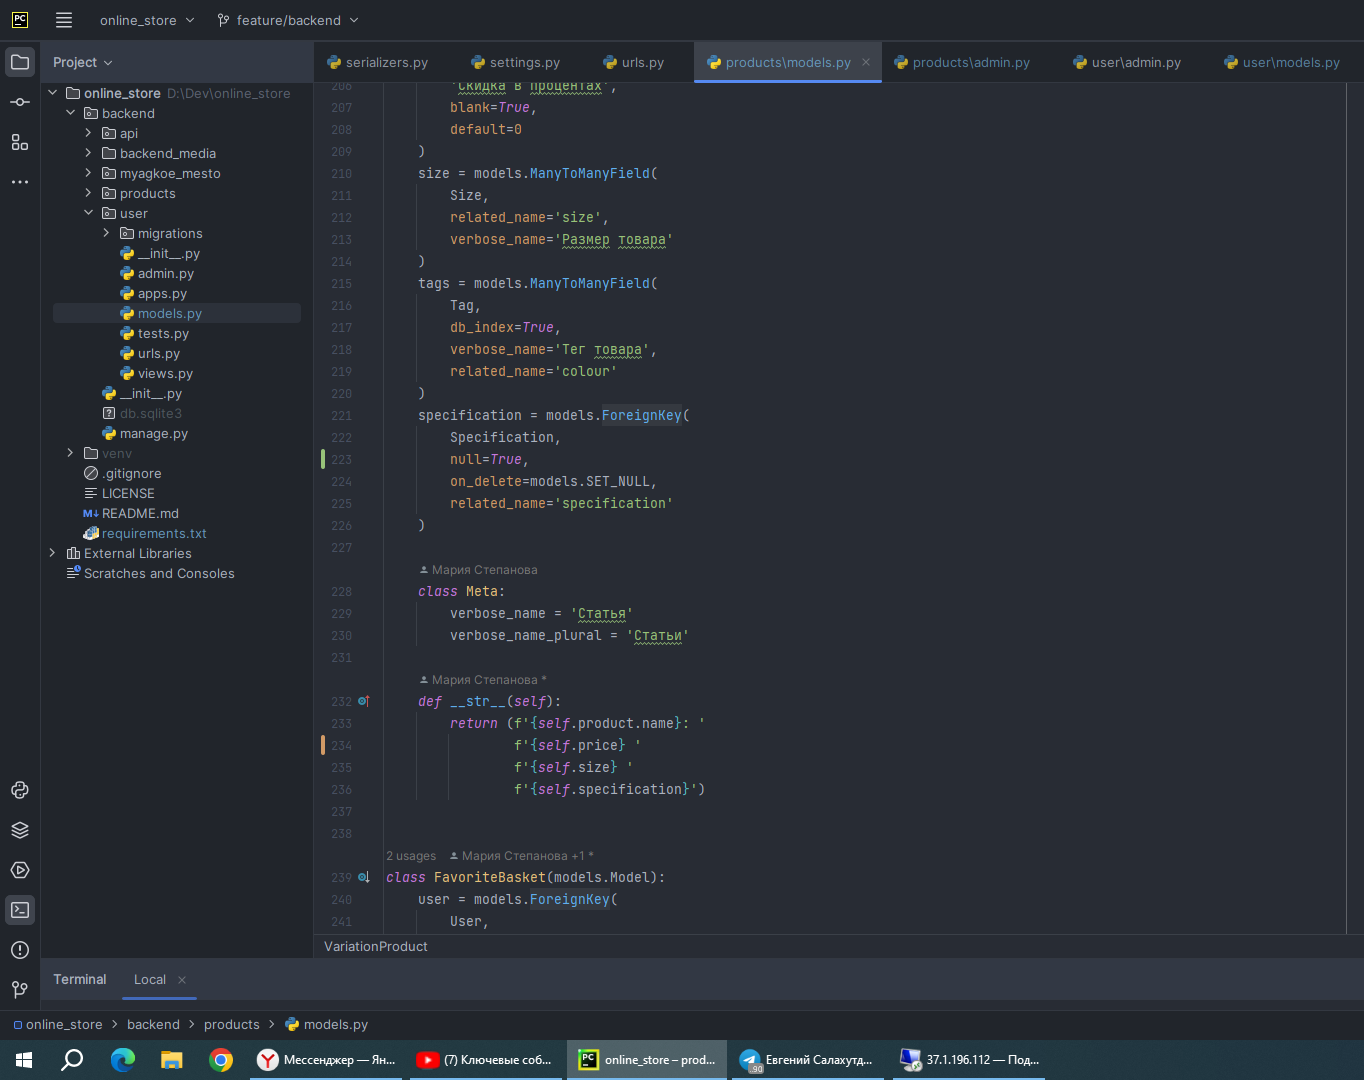 online_store
feature/backend
Project
serializers.py
settings.py
urls.py
products\models.py
products\admin.py
user\admin.py
user\models.py
online_store D:\Dev\online_store
backend
api
backend_media
myagkoe_mesto
products
user
migrations
__init__.py
admin.py
apps.py
models.py
tests.py
urls.py
views.py
__init__.py
db.sqlite3
manage.py
venv
.gitignore
LICENSE
README.md
requirements.txt
External Libraries
Scratches and Consoles
206 'Скидка в процентах',
207 blank=True,
208 default=0
209 )
210 size = models.ManyToManyField(
211 Size,
212 related_name='size',
213 verbose_name='Размер товара'
214 )
215 tags = models.ManyToManyField(
216 Tag,
217 db_index=True,
218 verbose_name='Тег товара',
219 related_name='colour'
220 )
221 specification = models.ForeignKey(
222 Specification,
223 null=True,
224 on_delete=models.SET_NULL,
225 related_name='specification'
226 )
227
Мария Степанова
228 class Meta:
229 verbose_name = 'Статья'
230 verbose_name_plural = 'Статьи'
231
Мария Степанова *
232 def __str__(self):
233 return (f'{self.product.name}: '
234 f'{self.price} '
235 f'{self.size} '
236 f'{self.specification}')
237
238
2 usages Мария Степанова +1 *
239 class FavoriteBasket(models.Model):
240 user = models.ForeignKey(
241 User,
VariationProduct
Terminal
Local
online_store > backend > products > models.py
Мессенджер — Ян...
(7) Ключевые соб...
PC
online_store – prod...
90
Евгений Салахутд...
37.1.196.112 — Под...